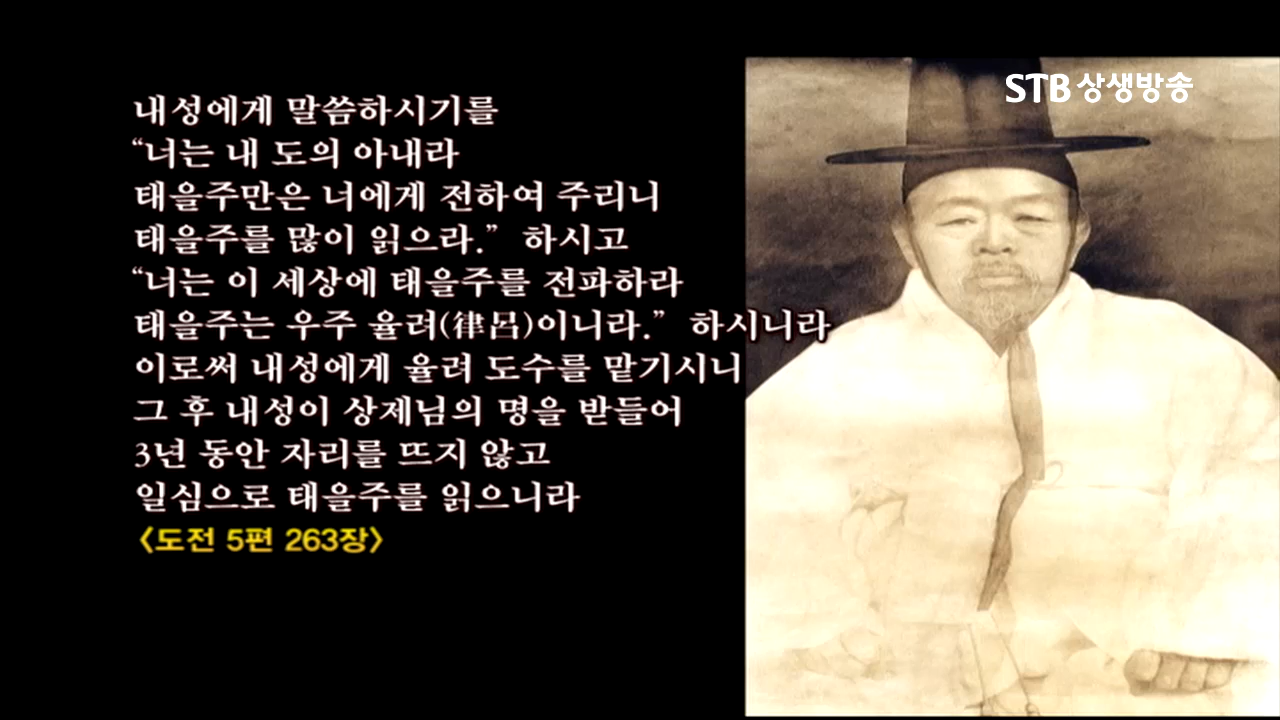 STB 상생방송
내성에게 말씀하시기를
“너는 내 도의 아내라
태을주만은 너에게 전하여 주리니
태을주를 많이 읽으라.” 하시고
“너는 이 세상에 태을주를 전파하라
태을주는 우주 율려(律呂)이니라.” 하시니라
이로써 내성에게 율려 도수를 맡기시니
그 후 내성이 상제님의 명을 받들어
3년 동안 자리를 뜨지 않고
일심으로 태을주를 읽으니라
<도전 5편 263장>